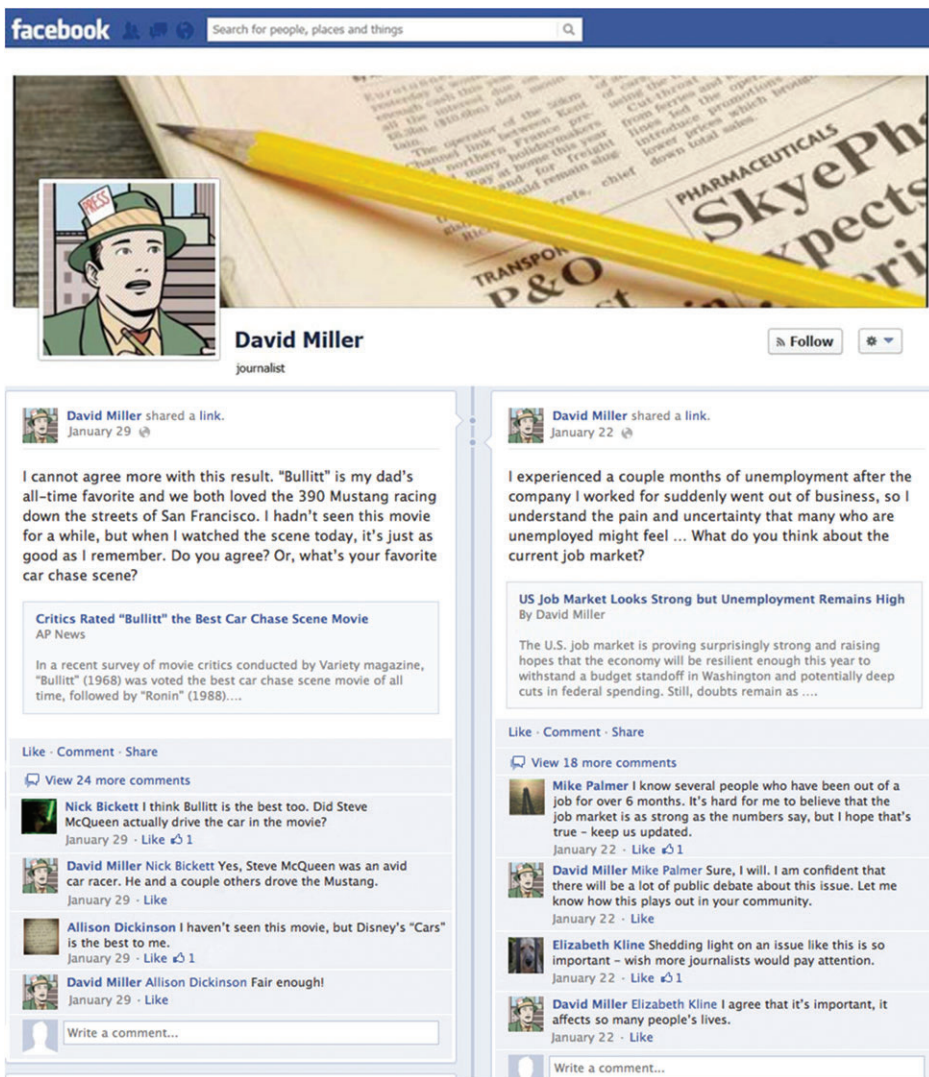 facebook
Search for people, places and things
PRESS
PHARMACEUTICALS
SkyePh
expects
TRANSPOR
P&O
David Miller
journalist
Follow
David Miller shared a link.
January 29
I cannot agree more with this result. "Bullitt" is my dad's
all-time favorite and we both loved the 390 Mustang racing
down the streets of San Francisco. I hadn't seen this movie
for a while, but when I watched the scene today, it's just as
good as I remember. Do you agree? Or, what's your favorite
car chase scene?
Critics Rated "Bullitt" the Best Car Chase Scene Movie
AP News
In a recent survey of movie critics conducted by Variety magazine,
"Bullitt" (1968) was voted the best car chase scene movie of all
time, followed by "Ronin" (1988)....
Like · Comment · Share
View 24 more comments
Nick Bickett I think Bullitt is the best too. Did Steve
McQueen actually drive the car in the movie?
January 29 · Like 1
David Miller Nick Bickett Yes, Steve McQueen was an avid
car racer. He and a couple others drove the Mustang.
January 29 · Like
Allison Dickinson I haven't seen this movie, but Disney's "Cars"
is the best to me.
January 29 · Like 1
David Miller Allison Dickinson Fair enough!
January 29 · Like
Write a comment...
David Miller shared a link.
January 22
I experienced a couple months of unemployment after the
company I worked for suddenly went out of business, so I
understand the pain and uncertainty that many who are
unemployed might feel ... What do you think about the
current job market?
US Job Market Looks Strong but Unemployment Remains High
By David Miller
The U.S. job market is proving surprisingly strong and raising
hopes that the economy will be resilient enough this year to
withstand a budget standoff in Washington and potentially deep
cuts in federal spending. Still, doubts remain as ....
Like · Comment · Share
View 18 more comments
Mike Palmer I know several people who have been out of a
job for over 6 months. It's hard for me to believe that the
job market is as strong as the numbers say, but I hope that's
true – keep us updated.
January 22 · Like 1
David Miller Mike Palmer Sure, I will. I am confident that
there will be a lot of public debate about this issue. Let me
know how this plays out in your community.
January 22 · Like
Elizabeth Kline Shedding light on an issue like this is so
important – wish more journalists would pay attention.
January 22 · Like 1
David Miller Elizabeth Kline I agree that it's important, it
affects so many people's lives.
January 22 · Like
Write a comment...